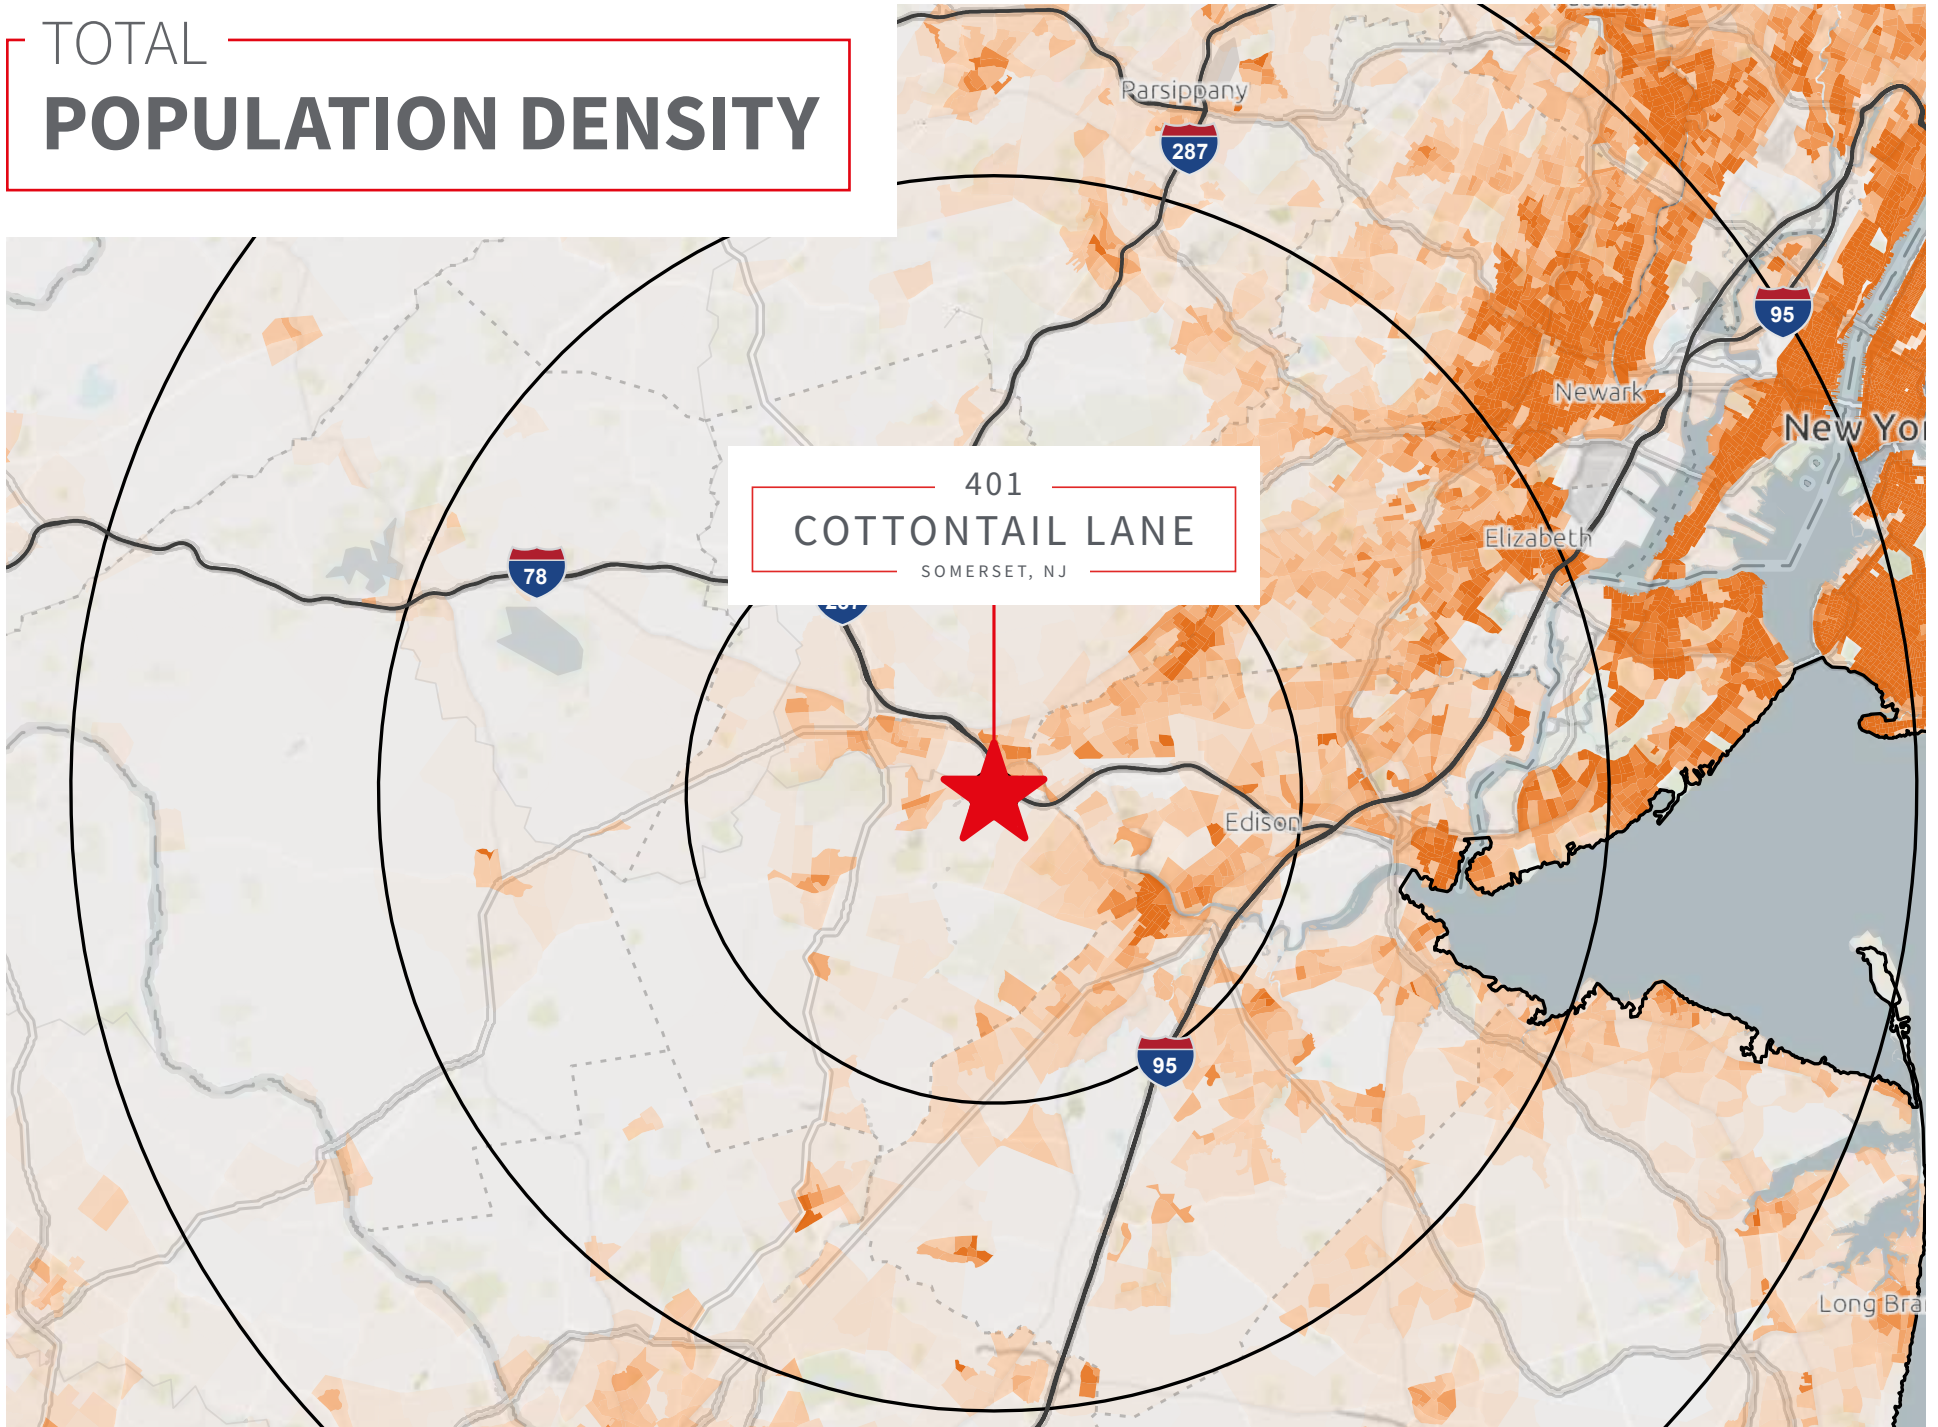 TOTAL
POPULATION DENSITY
Parsippany
287
95
Newark
New Yor
401
COTTONTAIL LANE
SOMERSET, NJ
Elizabeth
78
Edison
95
Long Bra